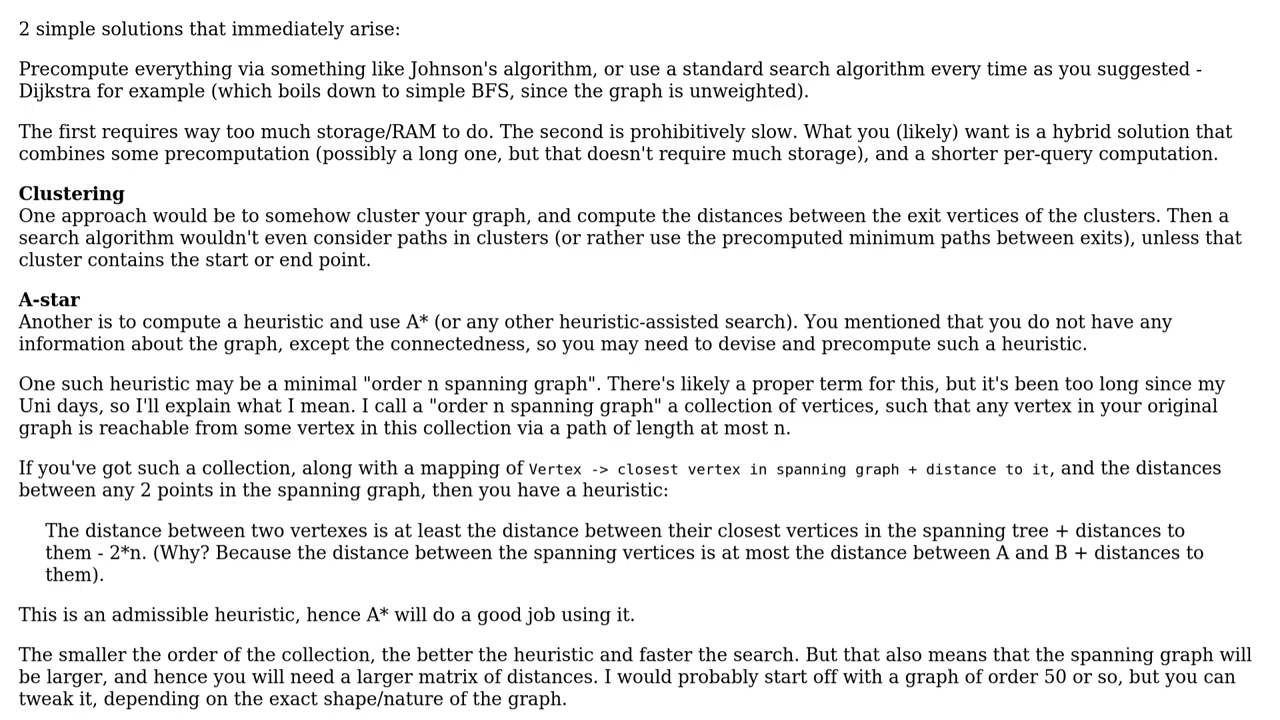 2 simple solutions that immediately arise:
Precompute everything via something like Johnson's algorithm, or use a standard search algorithm every time as you suggested -
Dijkstra for example (which boils down to simple BFS, since the graph is unweighted).
The first requires way too much storage/RAM to do. The second is prohibitively slow. What you (likely) want is a hybrid solution that
combines some precomputation (possibly a long one, but that doesn't require much storage), and a shorter per-query computation.
Clustering
One approach would be to somehow cluster your graph, and compute the distances between the exit vertices of the clusters. Then a
search algorithm wouldn't even consider paths in clusters (or rather use the precomputed minimum paths between exits), unless that
cluster contains the start or end point.
A-star
Another is to compute a heuristic and use A* (or any other heuristic-assisted search). You mentioned that you do not have any
information about the graph, except the connectedness, so you may need to devise and precompute such a heuristic.
One such heuristic may be a minimal "order n spanning graph". There's likely a proper term for this, but it's been too long since my
Uni days, so I'll explain what I mean. I call a "order n spanning graph" a collection of vertices, such that any vertex in your original
graph is reachable from some vertex in this collection via a path of length at most n.
If you've got such a collection, along with a mapping of Vertex -> closest vertex in spanning graph + distance to it, and the distances
between any 2 points in the spanning graph, then you have a heuristic:
The distance between two vertexes is at least the distance between their closest vertices in the spanning tree + distances to
them - 2*n. (Why? Because the distance between the spanning vertices is at most the distance between A and B + distances to
them).
This is an admissible heuristic, hence A* will do a good job using it.
The smaller the order of the collection, the better the heuristic and faster the search. But that also means that the spanning graph will
be larger, and hence you will need a larger matrix of distances. I would probably start off with a graph of order 50 or so, but you can
tweak it, depending on the exact shape/nature of the graph.